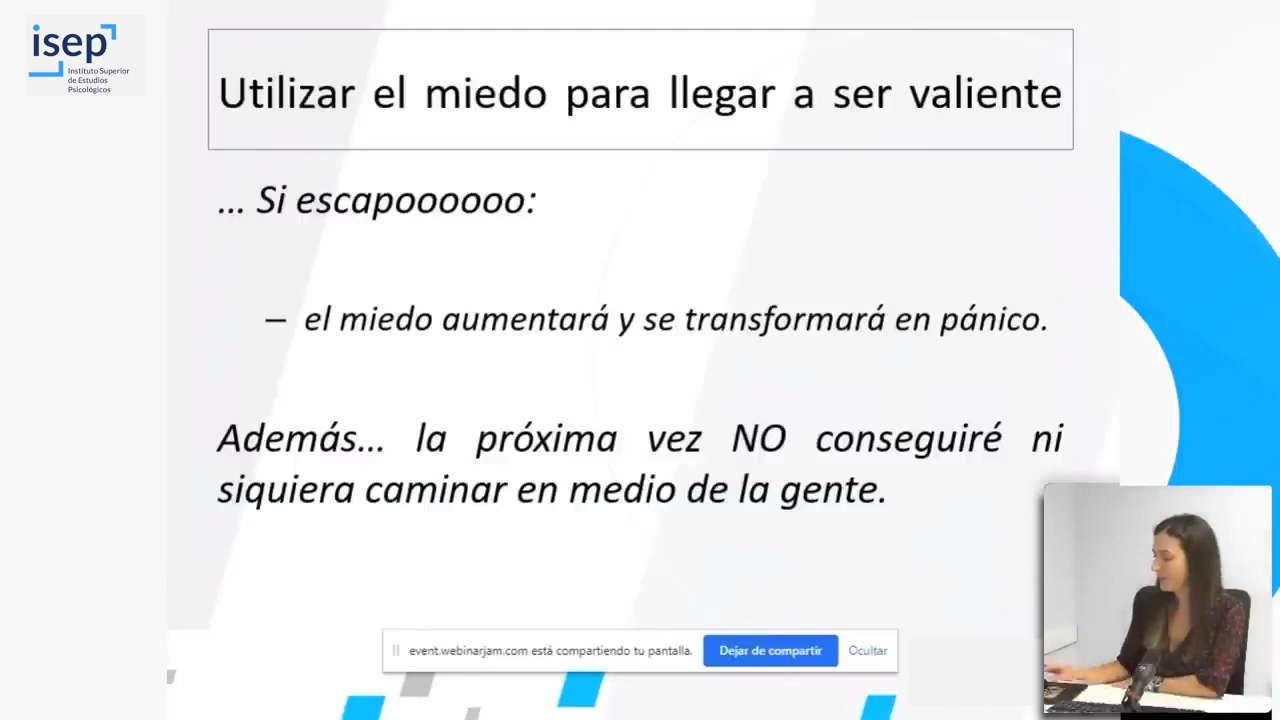 isep
Instituto Superior
de Estudios
Psicológicos
Utilizar el miedo para llegar a ser valiente
... Si escapoooooo:
– el miedo aumentará y se transformará en pánico.
Además... la próxima vez NO conseguiré ni
siquiera caminar en medio de la gente.
event.webinarjam.com está compartiendo tu pantalla.
Dejar de compartir
Ocultar